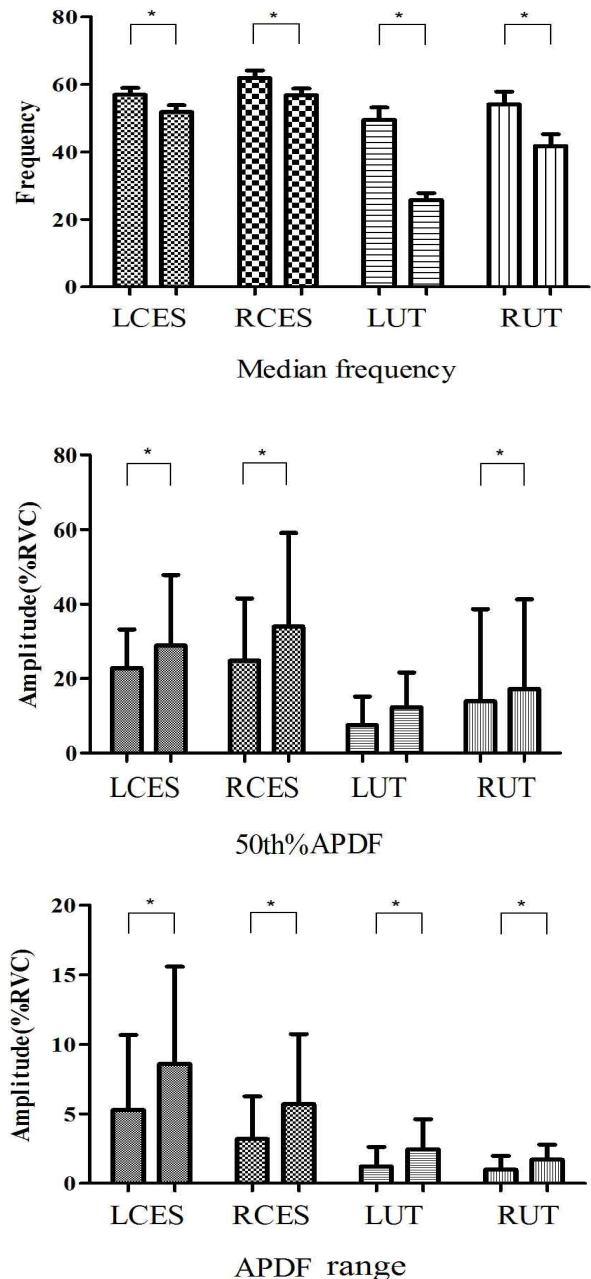 * * * *
80
60
40
20
0
Frequency
LCES RCES LUT RUT
Median frequency
* * *
80
60
40
20
0
Amplitude(%RVC)
LCES RCES LUT RUT
50th%APDF
* * * *
20
15
10
5
0
Amplitude(%RVC)
LCES RCES LUT RUT
APDF range